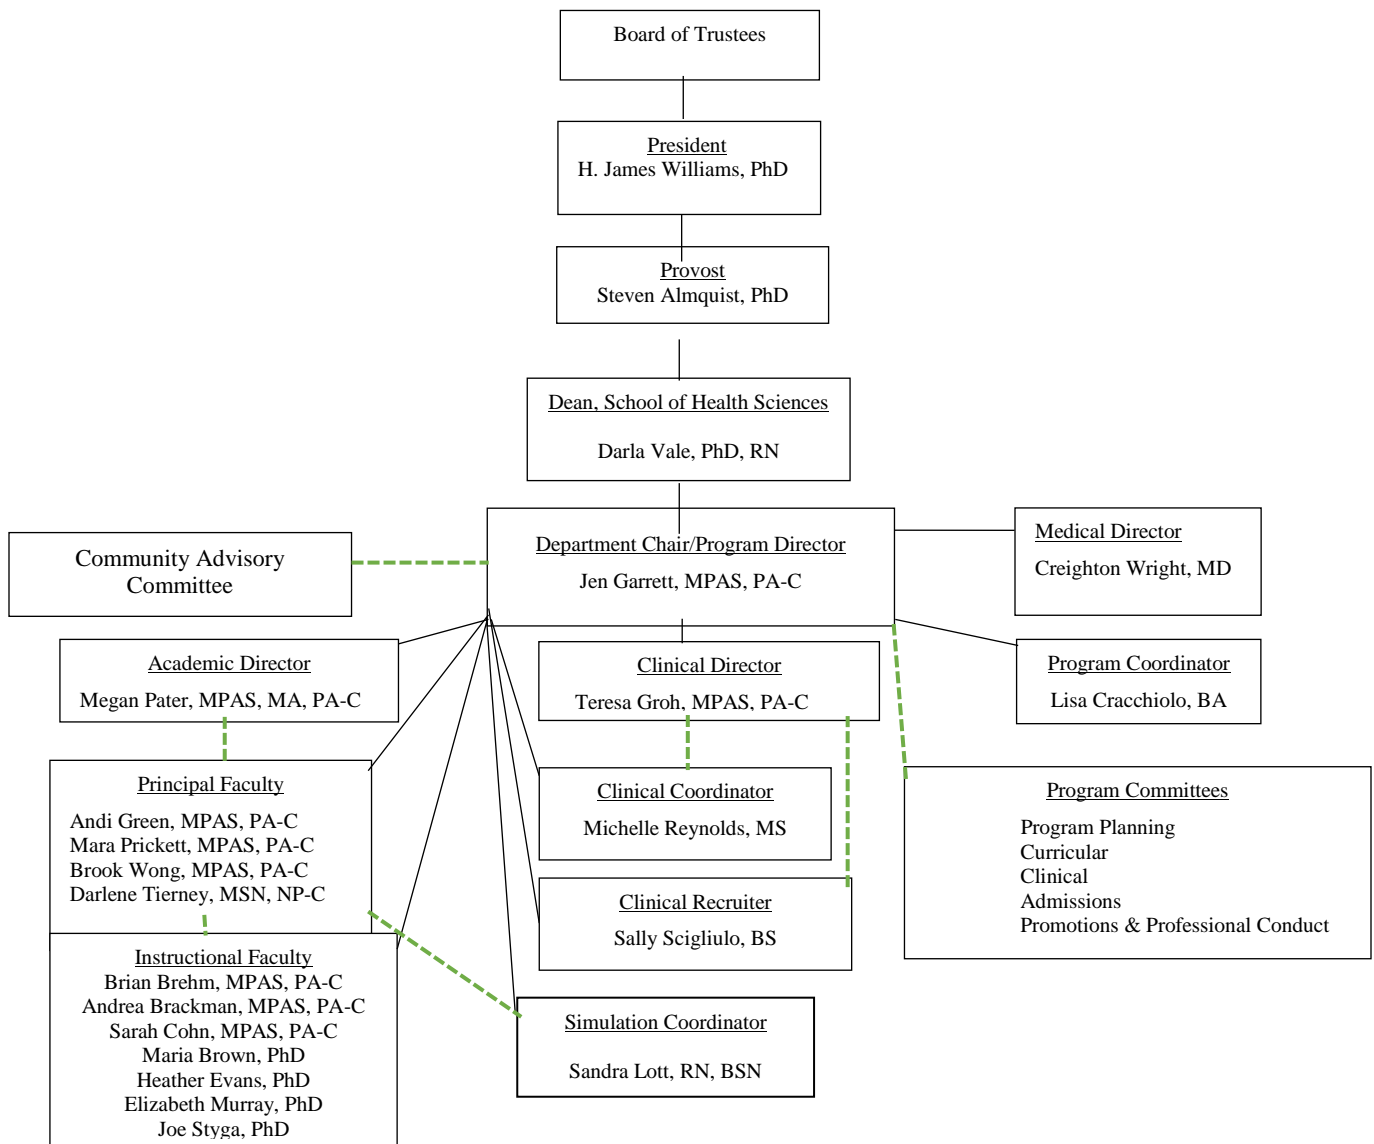 Board of Trustees
President
H. James Williams, PhD
Provost
Steven Almquist, PhD
Dean, School of Health Sciences
Darla Vale, PhD, RN
Department Chair/Program Director
Jen Garrett, MPAS, PA-C
Community Advisory
Committee
Medical Director
Creighton Wright, MD
Academic Director
Megan Pater, MPAS, MA, PA-C
Clinical Director
Teresa Groh, MPAS, PA-C
Program Coordinator
Lisa Cracchiolo, BA
Principal Faculty
Andi Green, MPAS, PA-C
Mara Prickett, MPAS, PA-C
Brook Wong, MPAS, PA-C
Darlene Tierney, MSN, NP-C
Clinical Coordinator
Michelle Reynolds, MS
Program Committees
Program Planning
Curricular
Clinical
Admissions
Promotions & Professional Conduct
Clinical Recruiter
Sally Scigliulo, BS
Instructional Faculty
Brian Brehm, MPAS, PA-C
Andrea Brackman, MPAS, PA-C
Sarah Cohn, MPAS, PA-C
Maria Brown, PhD
Heather Evans, PhD
Elizabeth Murray, PhD
Joe Styga, PhD
Simulation Coordinator
Sandra Lott, RN, BSN